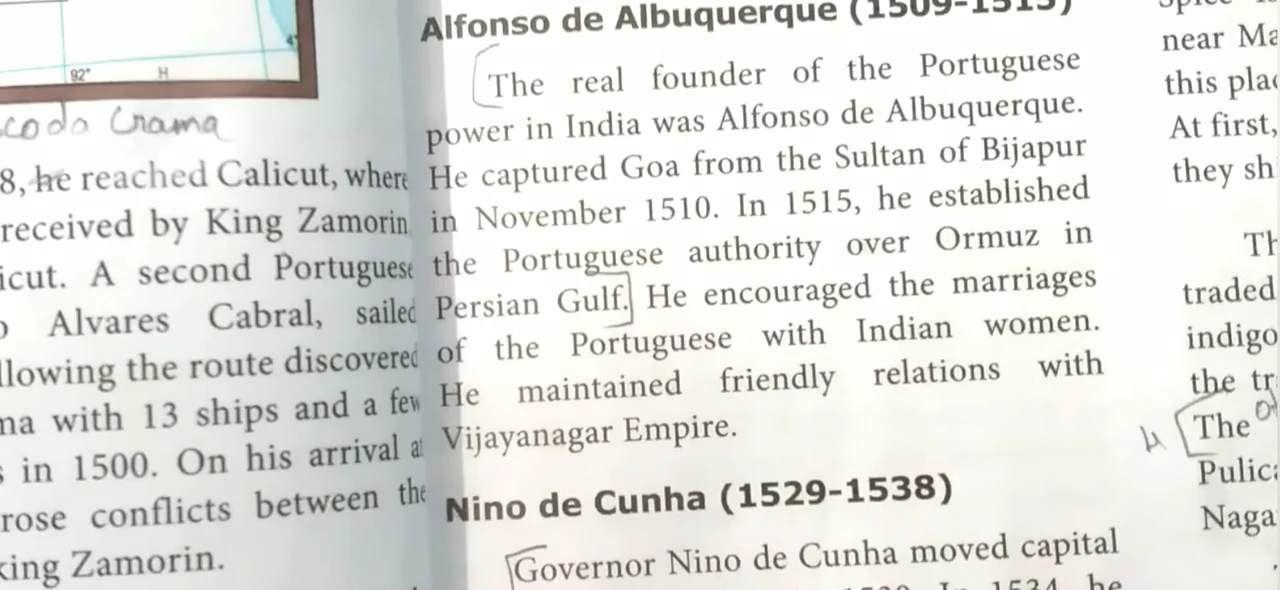 92° H
8, he reached Calicut, where
received by King Zamorin
icut. A second Portuguese
Alvares Cabral, sailed
llowing the route discovered
ma with 13 ships and a few
in 1500. On his arrival at
rose conflicts between the
king Zamorin.
Alfonso de Albuquerque (1509-1515)
The real founder of the Portuguese
power in India was Alfonso de Albuquerque.
He captured Goa from the Sultan of Bijapur
in November 1510. In 1515, he established
the Portuguese authority over Ormuz in
Persian Gulf. He encouraged the marriages
of the Portuguese with Indian women.
He maintained friendly relations with
Vijayanagar Empire.
Nino de Cunha (1529-1538)
Governor Nino de Cunha moved capital
he
near Ma
this plac
At first,
they sh
Th
traded
indigo
the tr
The
Pulic
Naga